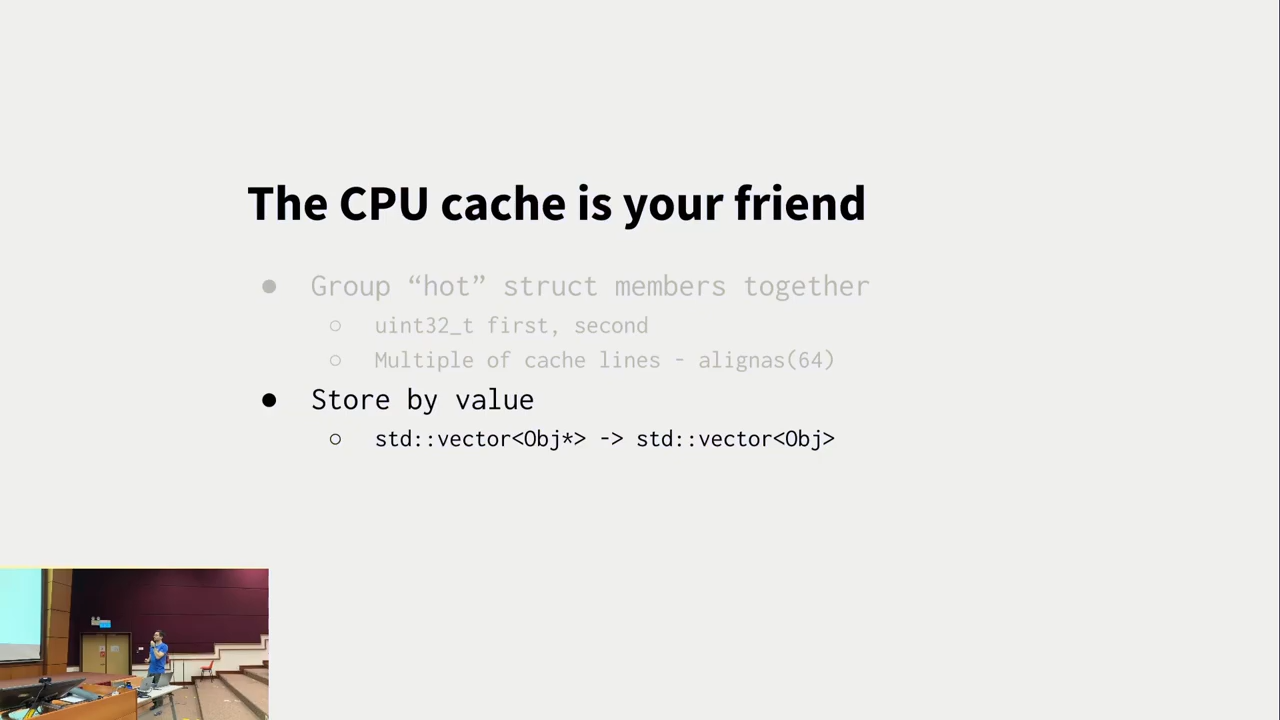 The CPU cache is your friend
● Group “hot” struct members together
○ uint32_t first, second
○ Multiple of cache lines - alignas(64)
● Store by value
○ std::vector<Obj*> -> std::vector<Obj>